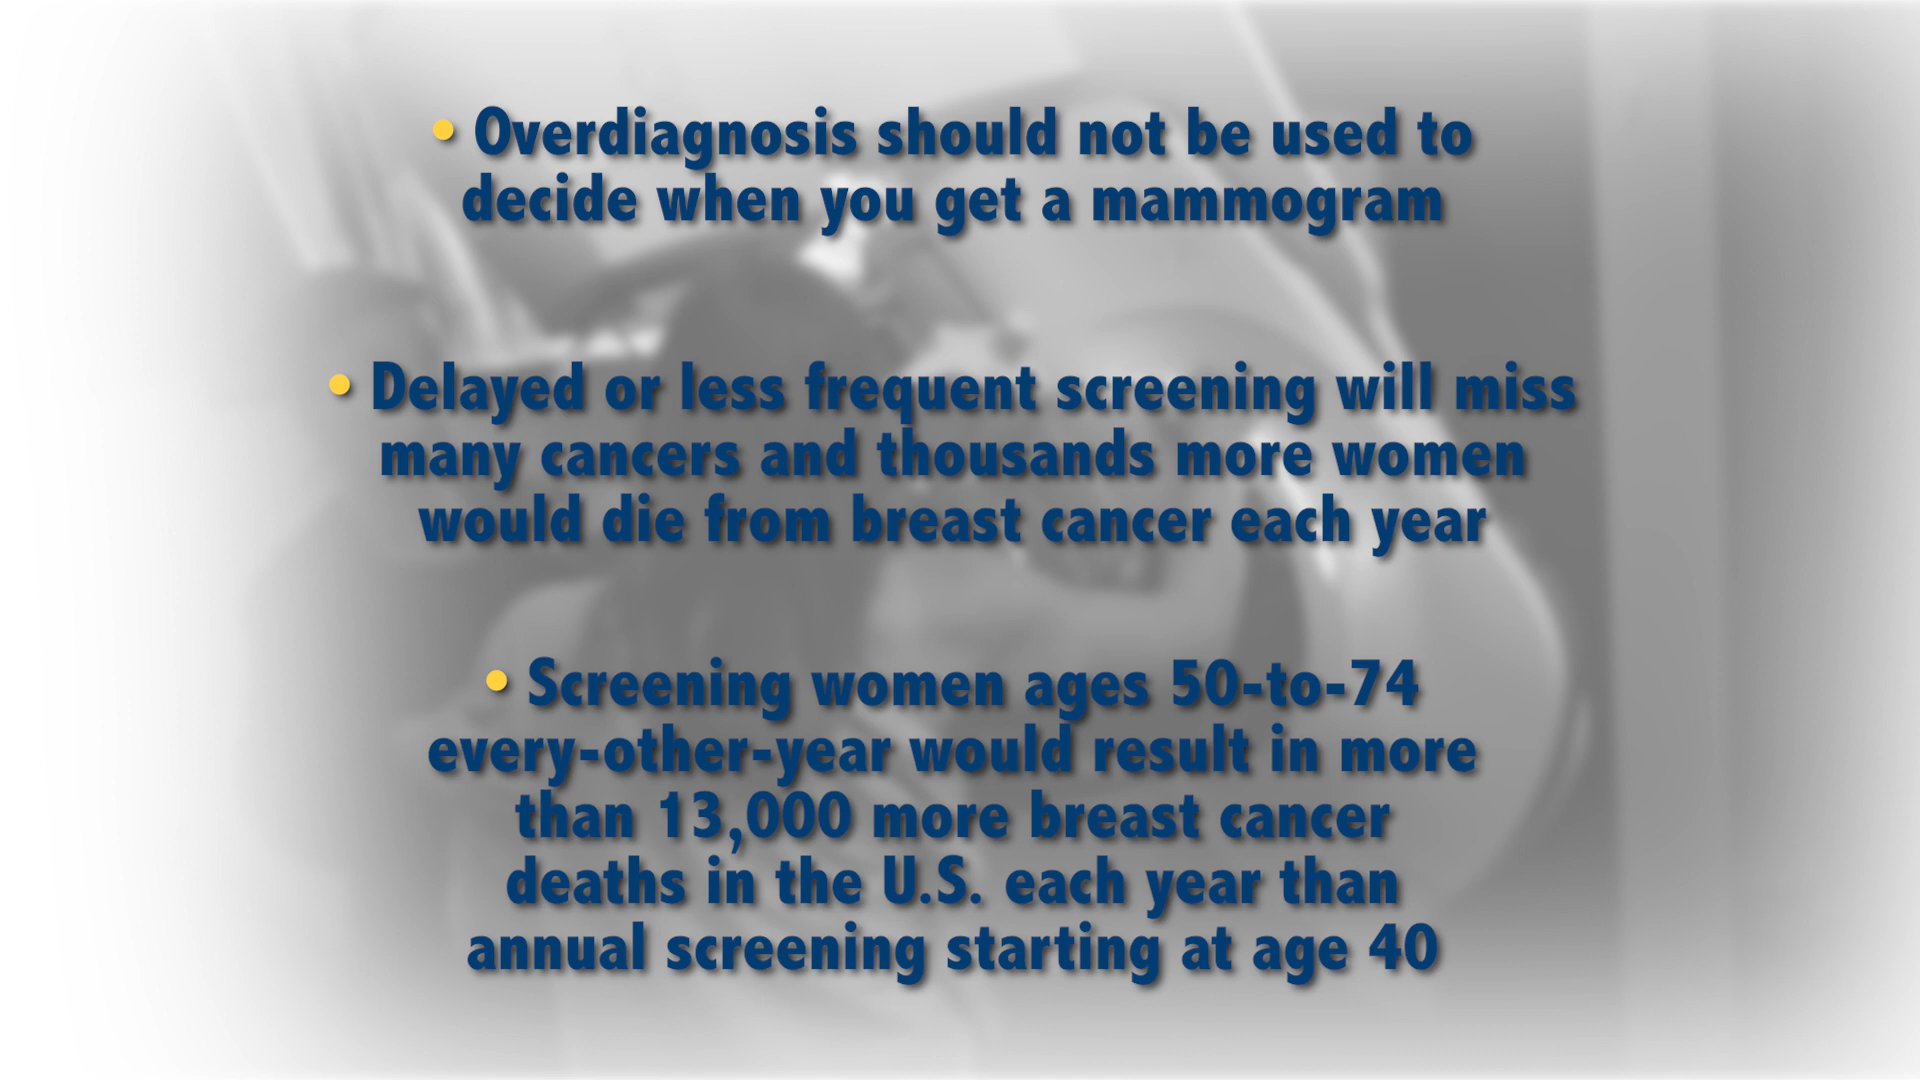 • Overdiagnosis should not be used to
decide when you get a mammogram
• Delayed or less frequent screening will miss
many cancers and thousands more women
would die from breast cancer each year
• Screening women ages 50-to-74
every-other-year would result in more
than 13,000 more breast cancer
deaths in the U.S. each year than
annual screening starting at age 40